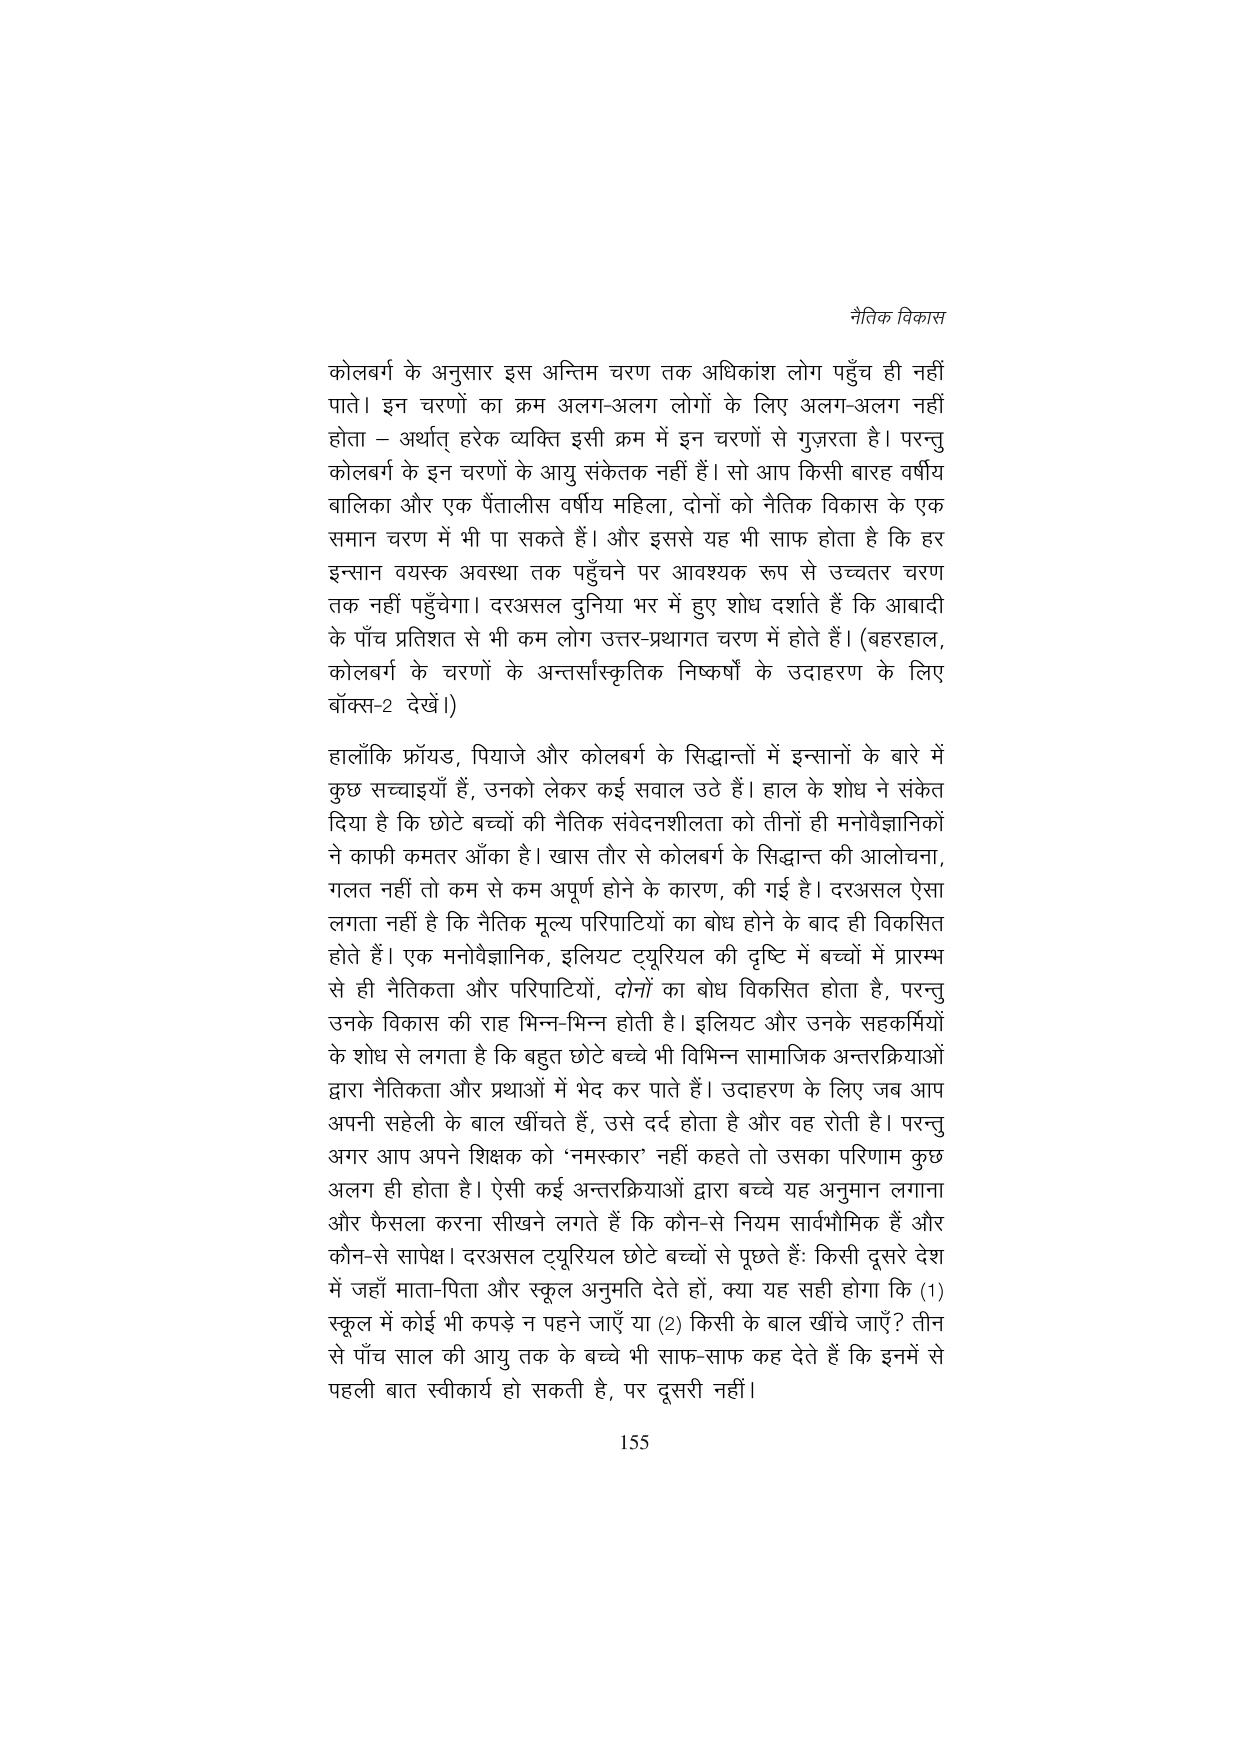 नैतिक विकास
कोलबर्ग के अनुसार इस अन्तिम चरण तक अधिकांश लोग पहुँच ही नहीं
पाते। इन चरणों का क्रम अलग-अलग लोगों के लिए अलग-अलग नहीं
होता – अर्थात् हरेक व्यक्ति इसी क्रम में इन चरणों से गुज़रता है। परन्तु
कोलबर्ग के इन चरणों के आयु संकेतक नहीं हैं। सो आप किसी बारह वर्षीय
बालिका और एक पैंतालीस वर्षीय महिला, दोनों को नैतिक विकास के एक
समान चरण में भी पा सकते हैं। और इससे यह भी साफ होता है कि हर
इन्सान वयस्क अवस्था तक पहुँचने पर आवश्यक रूप से उच्चतर चरण
तक नहीं पहुँचेगा। दरअसल दुनिया भर में हुए शोध दर्शाते हैं कि आबादी
के पाँच प्रतिशत से भी कम लोग उत्तर-प्रथागत चरण में होते हैं। (बहरहाल,
कोलबर्ग के चरणों के अन्तर्सांस्कृतिक निष्कर्षों के उदाहरण के लिए
बॉक्स-2 देखें।)
हालाँकि फ्रॉयड, पियाजे और कोलबर्ग के सिद्धान्तों में इन्सानों के बारे में
कुछ सच्चाइयाँ हैं, उनको लेकर कई सवाल उठे हैं। हाल के शोध ने संकेत
दिया है कि छोटे बच्चों की नैतिक संवेदनशीलता को तीनों ही मनोवैज्ञानिकों
ने काफी कमतर आँका है। खास तौर से कोलबर्ग के सिद्धान्त की आलोचना,
गलत नहीं तो कम से कम अपूर्ण होने के कारण, की गई है। दरअसल ऐसा
लगता नहीं है कि नैतिक मूल्य परिपाटियों का बोध होने के बाद ही विकसित
होते हैं। एक मनोवैज्ञानिक, इलियट ट्यूरियल की दृष्टि में बच्चों में प्रारम्भ
से ही नैतिकता और परिपाटियों, दोनों का बोध विकसित होता है, परन्तु
उनके विकास की राह भिन्न-भिन्न होती है। इलियट और उनके सहकर्मियों
के शोध से लगता है कि बहुत छोटे बच्चे भी विभिन्न सामाजिक अन्तरक्रियाओं
द्वारा नैतिकता और प्रथाओं में भेद कर पाते हैं। उदाहरण के लिए जब आप
अपनी सहेली के बाल खींचते हैं, उसे दर्द होता है और वह रोती है। परन्तु
अगर आप अपने शिक्षक को ‘नमस्कार’ नहीं कहते तो उसका परिणाम कुछ
अलग ही होता है। ऐसी कई अन्तरक्रियाओं द्वारा बच्चे यह अनुमान लगाना
और फैसला करना सीखने लगते हैं कि कौन-से नियम सार्वभौमिक हैं और
कौन-से सापेक्ष। दरअसल ट्यूरियल छोटे बच्चों से पूछते हैंः किसी दूसरे देश
में जहाँ माता-पिता और स्कूल अनुमति देते हों, क्या यह सही होगा कि (1)
स्कूल में कोई भी कपड़े न पहने जाएँ या (2) किसी के बाल खींचे जाएँ? तीन
से पाँच साल की आयु तक के बच्चे भी साफ-साफ कह देते हैं कि इनमें से
पहली बात स्वीकार्य हो सकती है, पर दूसरी नहीं।
155